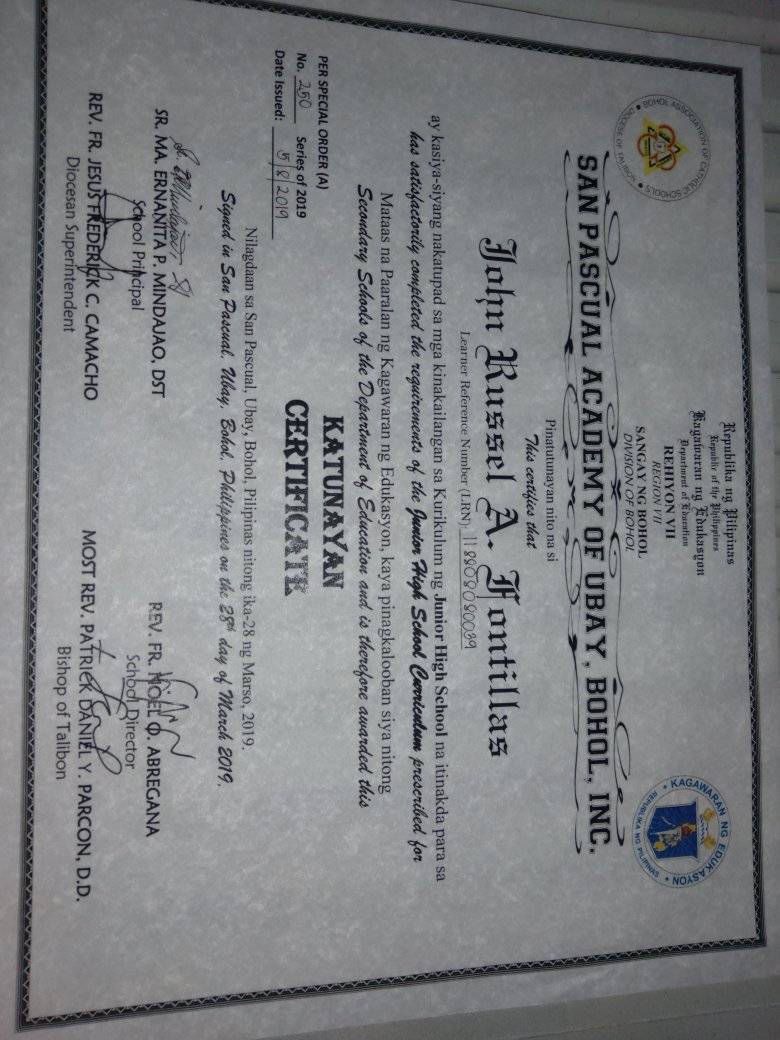 Republika ng Pilipinas
Republic of the Philippines
Kagawaran ng Edukasyon
Department of Education
REHIYON VII
REGION VII
SANGAY NG BOHOL
DIVISION OF BOHOL
BOHOL ASSOCIATION OF CATHOLIC SCHOOLS
DIOCESE OF TALIBON
KAGAWARAN NG EDUKASYON
REPUBLIKA NG PILIPINAS
SAN PASCUAL ACADEMY OF UBAY, BOHOL, INC.
Pinatutunayan nito na si
This certifies that
John Russel A. Fontillas
Learner Reference Number (LRN): 118808080039
ay kasiya-siyang nakatupad sa mga kinakailangan sa Kurikulum ng Junior High School na itinakda para sa
has satisfactorily completed the requirements of the Junior High School Curriculum prescribed for
Mataas na Paaralan ng Kagawaran ng Edukasyon, kaya pinagkalooban siya nitong
Secondary Schools of the Department of Education and is therefore awarded this
KATUNAYAN
CERTIFICATE
PER SPECIAL ORDER (A)
No. 250 Series of 2019
Date Issued: 5/8/2019
Nilagdaan sa San Pascual, Ubay, Bohol, Pilipinas nitong ika-28 ng Marso, 2019.
Signed in San Pascual, Ubay, Bohol, Philippines on the 28th day of March 2019.
SR. MA. ERNANITA P. MINDAJAO, DST
School Principal
REV. FR. NOEL O. ABREGANA
School Director
REV. FR. JESUS FREDERICK C. CAMACHO
Diocesan Superintendent
MOST REV. PATRICK DANIEL Y. PARCON, D.D.
Bishop of Talibon